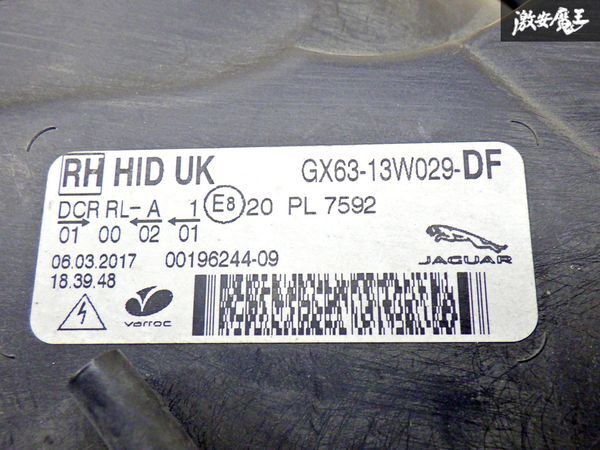 激安魔王
RH HID UK GX63-13W029-DF
DCR RL-A 1 E8 20 PL 7592
01 00 02 01
06.03.2017 00196244-09
18.39.48
JAGUAR
varroc